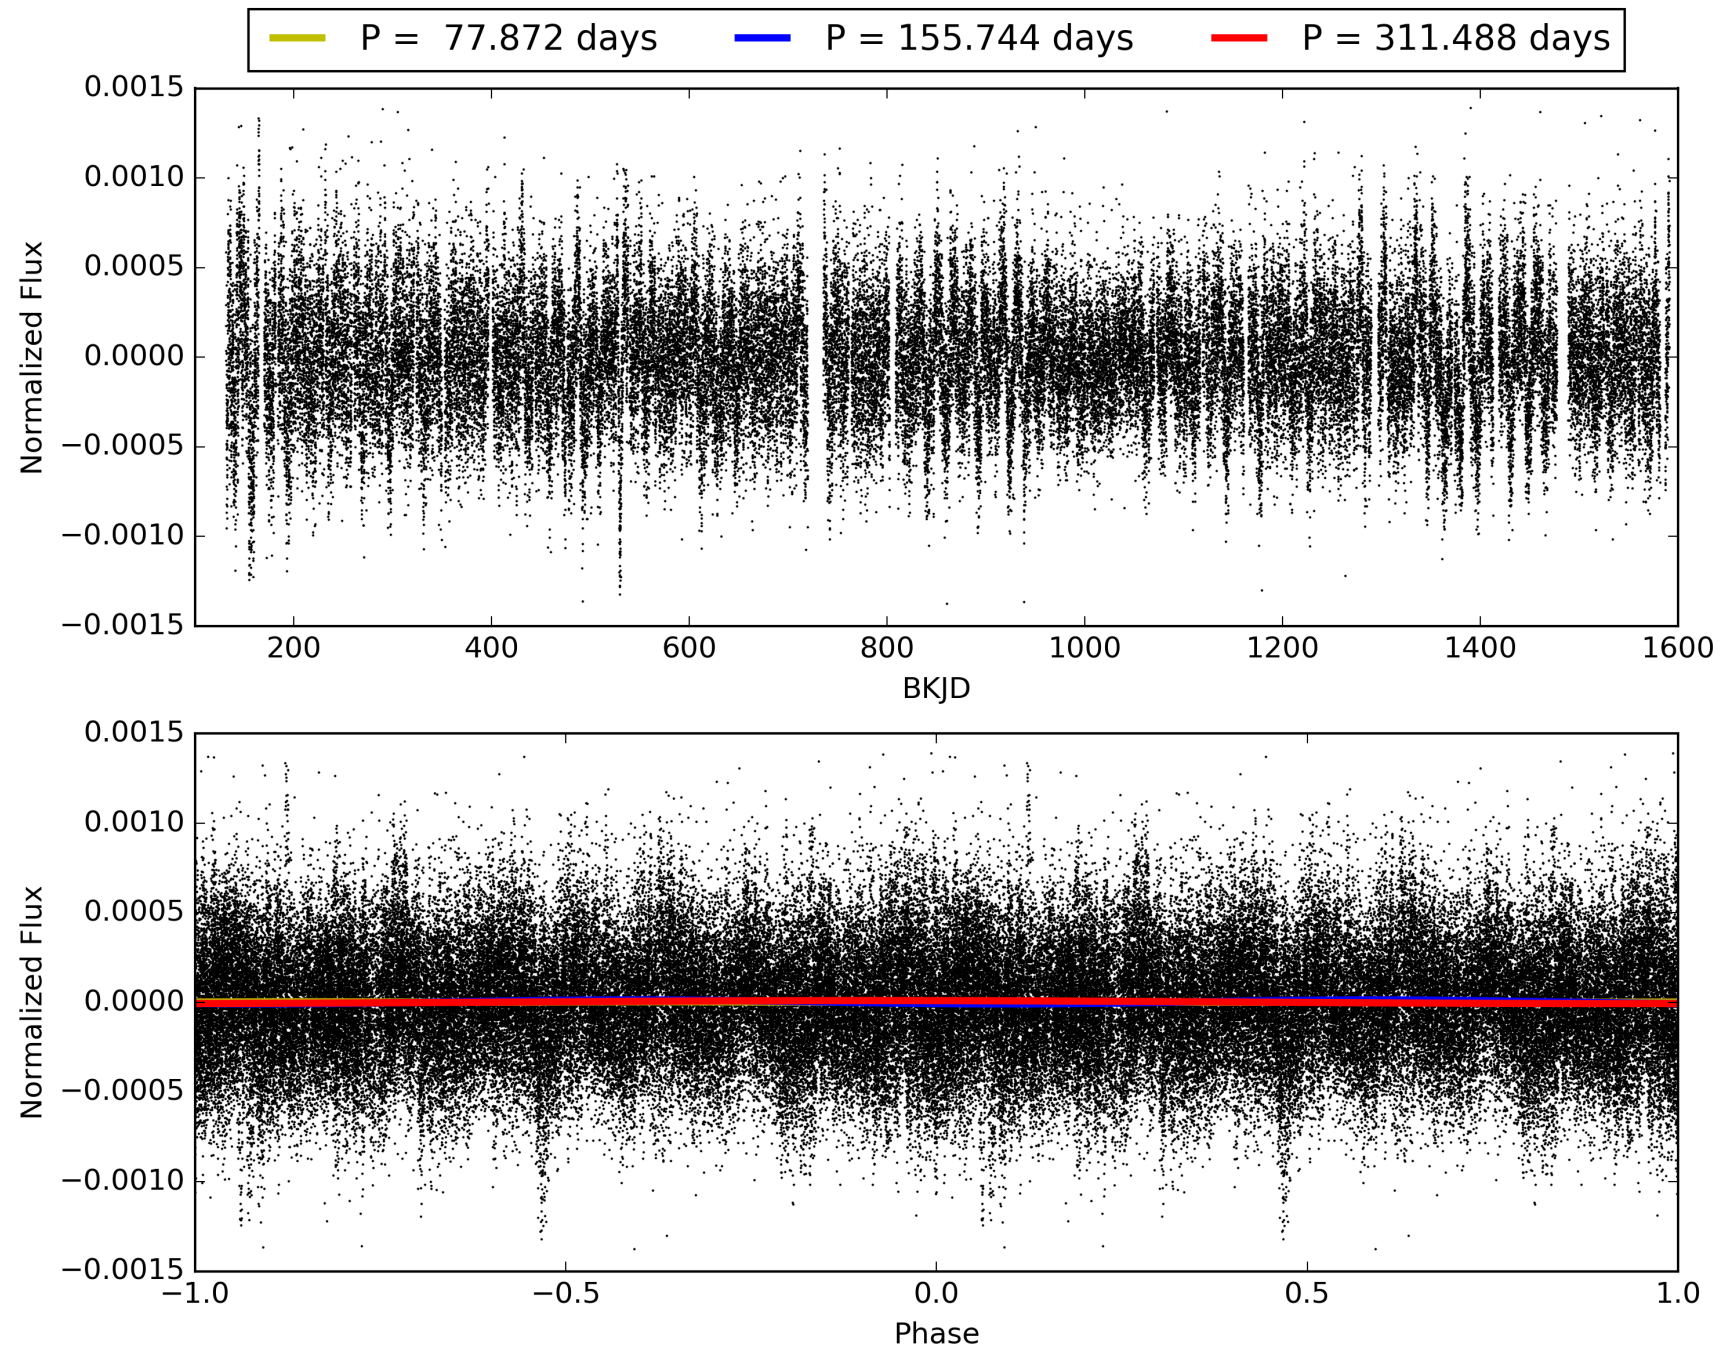 P =  77.872 days P = 155.744 days P = 311.488 days
0.0015
0.0010
0.0005
0.0000
−0.0005
−0.0010
−0.0015
Normalized Flux
200 400 600 800 1000 1200 1400 1600
BKJD
0.0015
0.0010
0.0005
0.0000
−0.0005
−0.0010
−0.0015
Normalized Flux
−1.0 −0.5 0.0 0.5 1.0
Phase